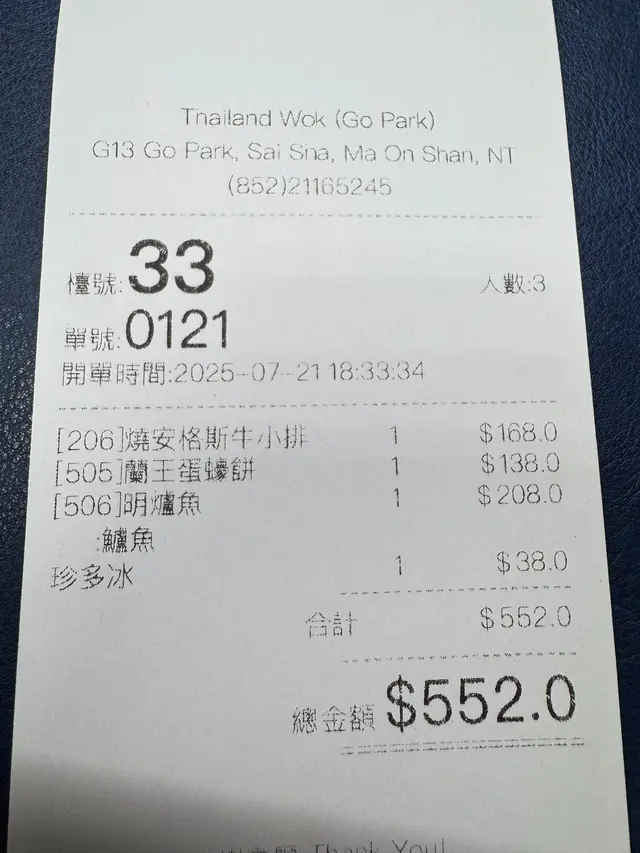 Thailand Wok (Go Park)
G13 Go Park, Sai Sha, Ma On Shan, NT
(852)21165245
檯號:33 人數:3
單號:0121
開單時間:2025-07-21 18:33:34
[206]燒安格斯牛小排 1 $168.0
[505]蘭王蛋蠔餅 1 $138.0
[506]明爐魚 1 $208.0
:鱸魚
珍多冰 1 $38.0
合計 $552.0
總金額 $552.0
Thank You!